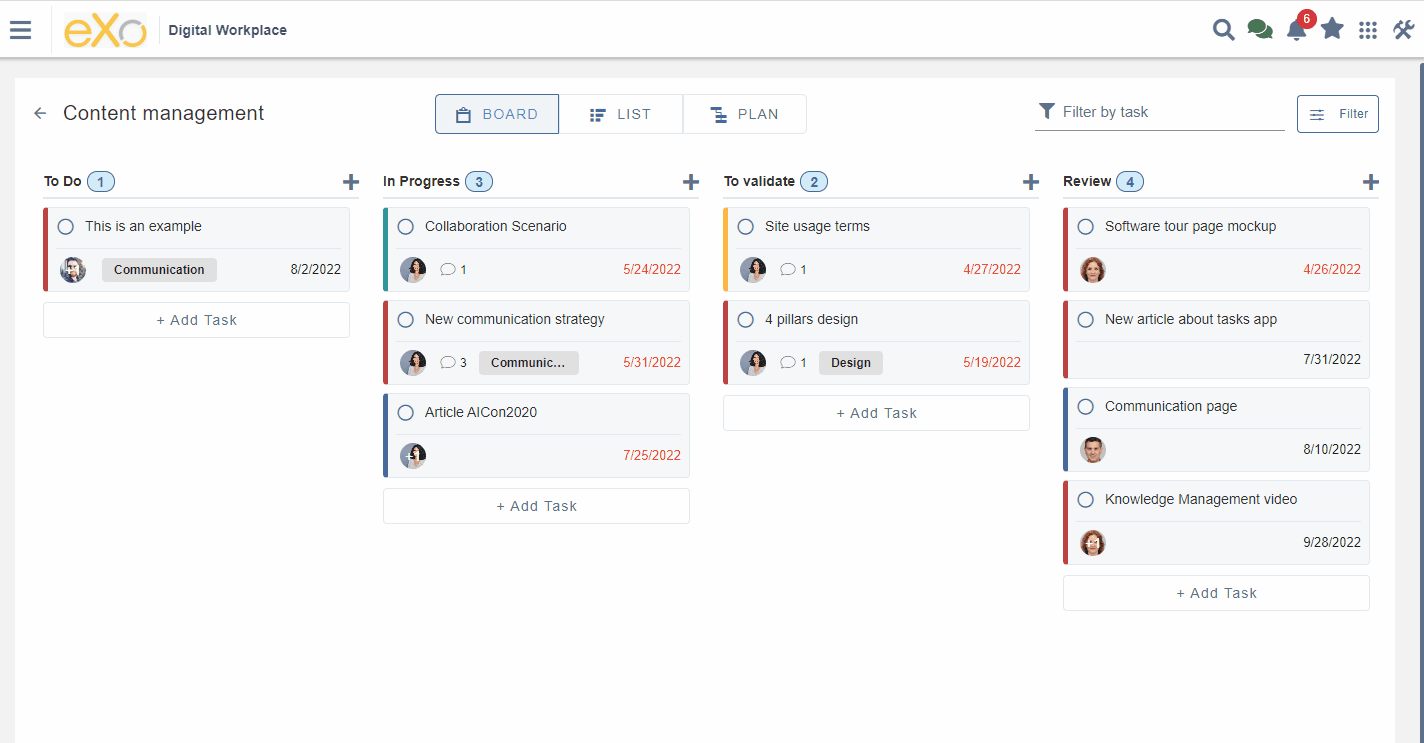 eXo Digital Workplace 6
Content management BOARD LIST PLAN Filter by task Filter
To Do 1
This is an example
Communication 8/2/2022
+ Add Task
In Progress 3
Collaboration Scenario
1 5/24/2022
New communication strategy
3 Communic... 5/31/2022
Article AICon2020
7/25/2022
+ Add Task
To validate 2
Site usage terms
1 4/27/2022
4 pillars design
1 Design 5/19/2022
+ Add Task
Review 4
Software tour page mockup
4/26/2022
New article about tasks app
7/31/2022
Communication page
8/10/2022
Knowledge Management video
9/28/2022
+ Add Task